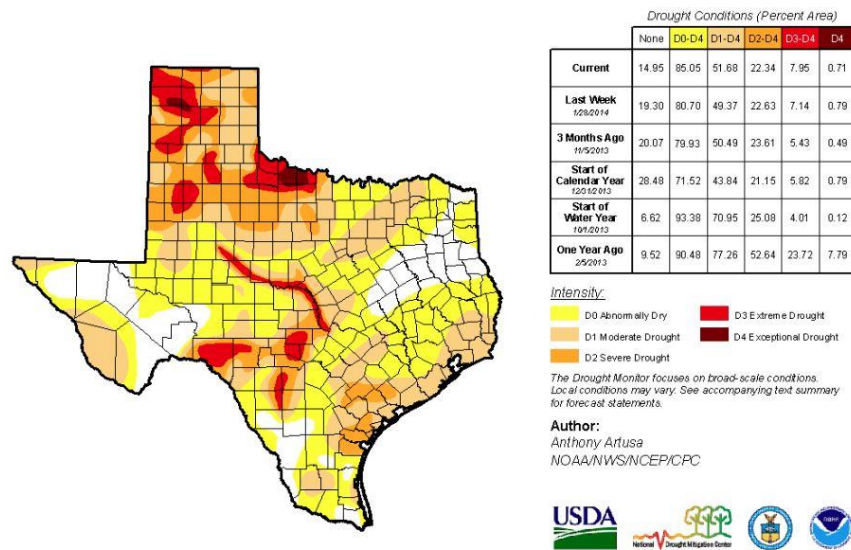 Drought Conditions (Percent Area)
None D0-D4 D1-D4 D2-D4 D3-D4 D4
Current 14.95 85.05 51.68 22.34 7.95 0.71
Last Week
1/28/2014 19.30 80.70 49.37 22.63 7.14 0.79
3 Months Ago
11/5/2013 20.07 79.93 50.49 23.61 5.43 0.49
Start of
Calendar Year
12/31/2013 28.48 71.52 43.84 21.15 5.82 0.79
Start of
Water Year
10/1/2013 6.62 93.38 70.95 25.08 4.01 0.12
One Year Ago
2/5/2013 9.52 90.48 77.26 52.64 23.72 7.79
Intensity:
D0 Abnormally Dry D3 Extreme Drought
D1 Moderate Drought D4 Exceptional Drought
D2 Severe Drought
The Drought Monitor focuses on broad-scale conditions.
Local conditions may vary. See accompanying text summary
for forecast statements.
Author:
Anthony Artusa
NOAA/NWS/NCEP/CPC
USDA
National Drought Mitigation Center